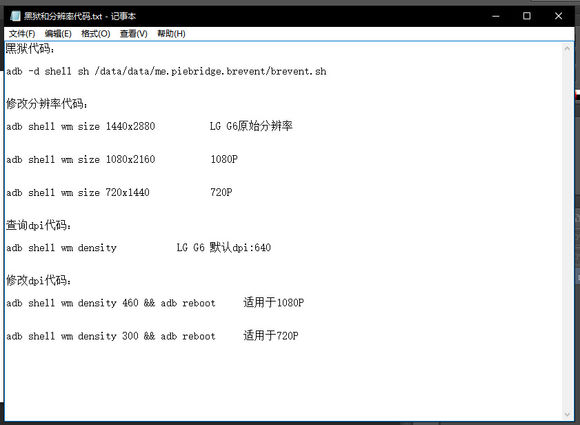 黑狱和分辨率代码.txt - 记事本
文件(F) 编辑(E) 格式(O) 查看(V) 帮助(H)
黑狱代码:
adb -d shell sh /data/data/me.piebridge.brevent/brevent.sh
修改分辨率代码:
adb shell wm size 1440x2880 LG G6原始分辨率
adb shell wm size 1080x2160 1080P
adb shell wm size 720x1440 720P
查询dpi代码:
adb shell wm density LG G6 默认dpi:640
修改dpi代码:
adb shell wm density 460 && adb reboot 适用于1080P
adb shell wm density 300 && adb reboot 适用于720P